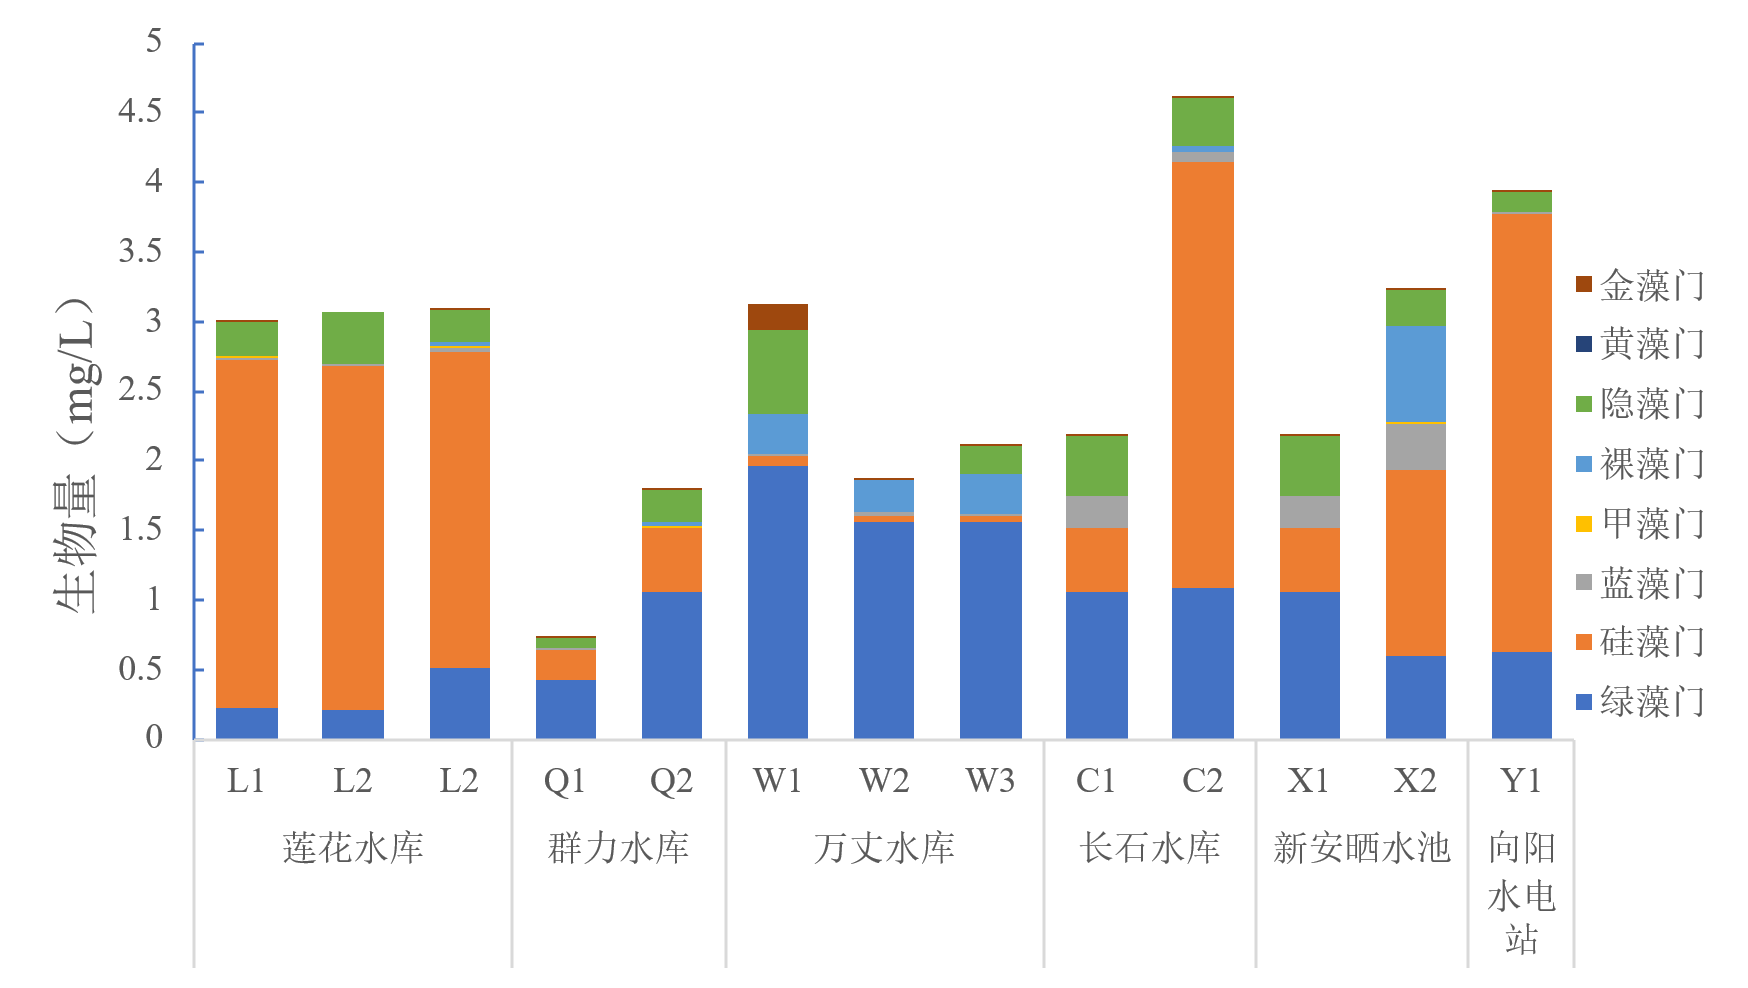 生物量（mg/L）
5
4.5
4
3.5
3
2.5
2
1.5
1
0.5
0
L1 L2 L2 Q1 Q2 W1 W2 W3 C1 C2 X1 X2 Y1
莲花水库 群力水库 万丈水库 长石水库 新安晒水池 向阳
水电
站
金藻门
黄藻门
隐藻门
裸藻门
甲藻门
蓝藻门
硅藻门
绿藻门